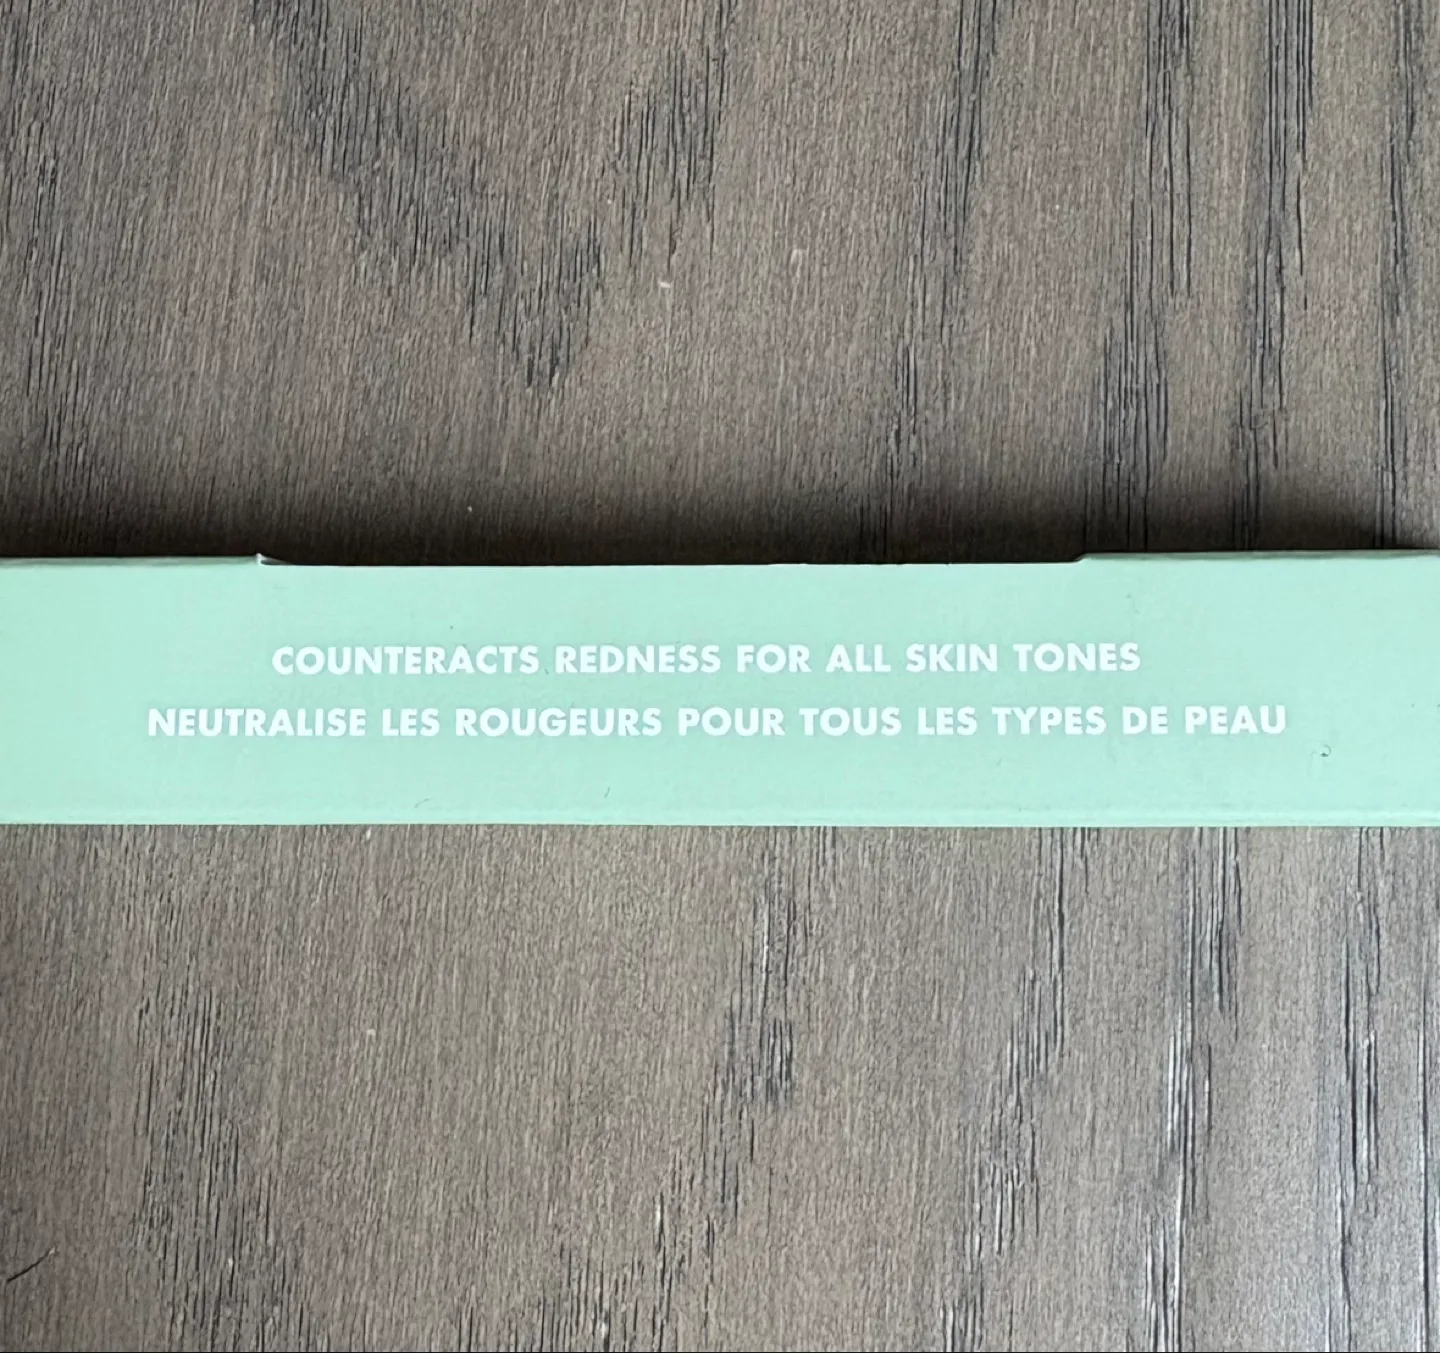 COUNTERACTS REDNESS FOR ALL SKIN TONES
NEUTRALISE LES ROUGEURS POUR TOUS LES TYPES DE PEAU